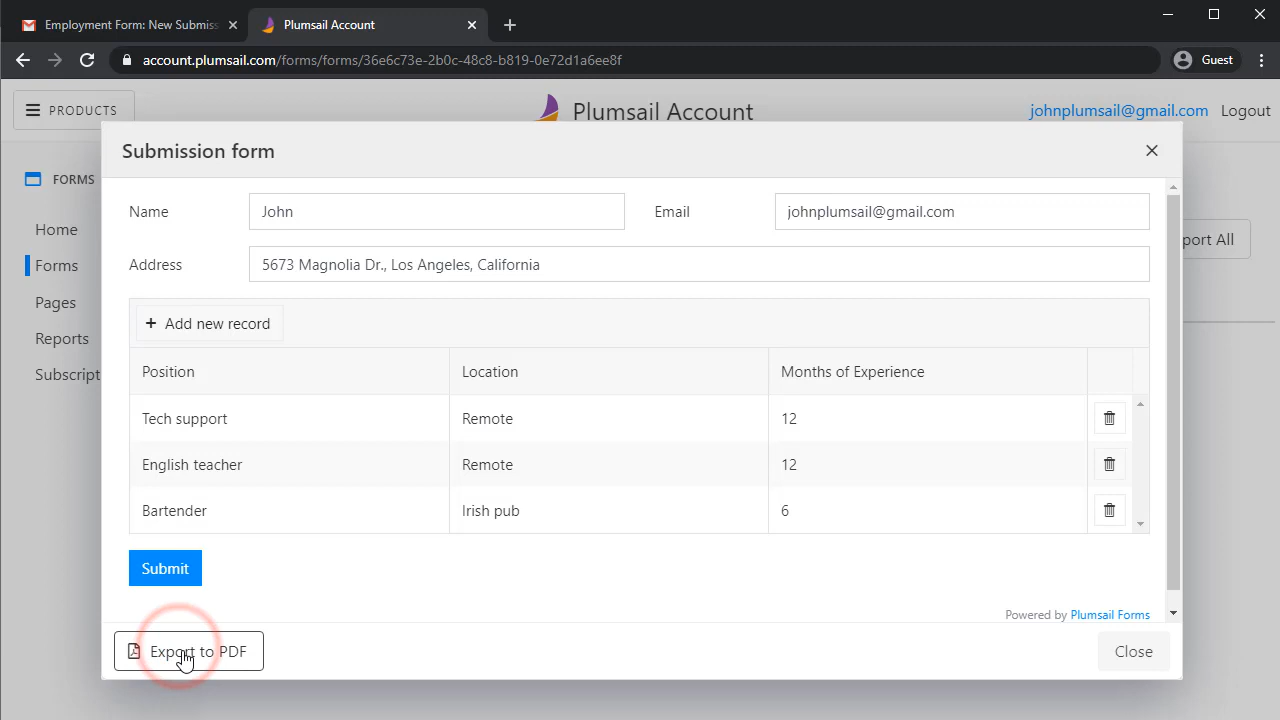 Employment Form: New Submiss
Plumsail Account
account.plumsail.com/forms/forms/36e6c73e-2b0c-48c8-b819-0e72d1a6ee8f
Guest
PRODUCTS
Plumsail Account
johnplumsail@gmail.com Logout
Submission form
FORMS
Home
Forms
Pages
Reports
Subscript
port All
Name John Email johnplumsail@gmail.com
Address 5673 Magnolia Dr., Los Angeles, California
+ Add new record
Position Location Months of Experience
Tech support Remote 12
English teacher Remote 12
Bartender Irish pub 6
Submit
Powered by Plumsail Forms
Export to PDF
Close